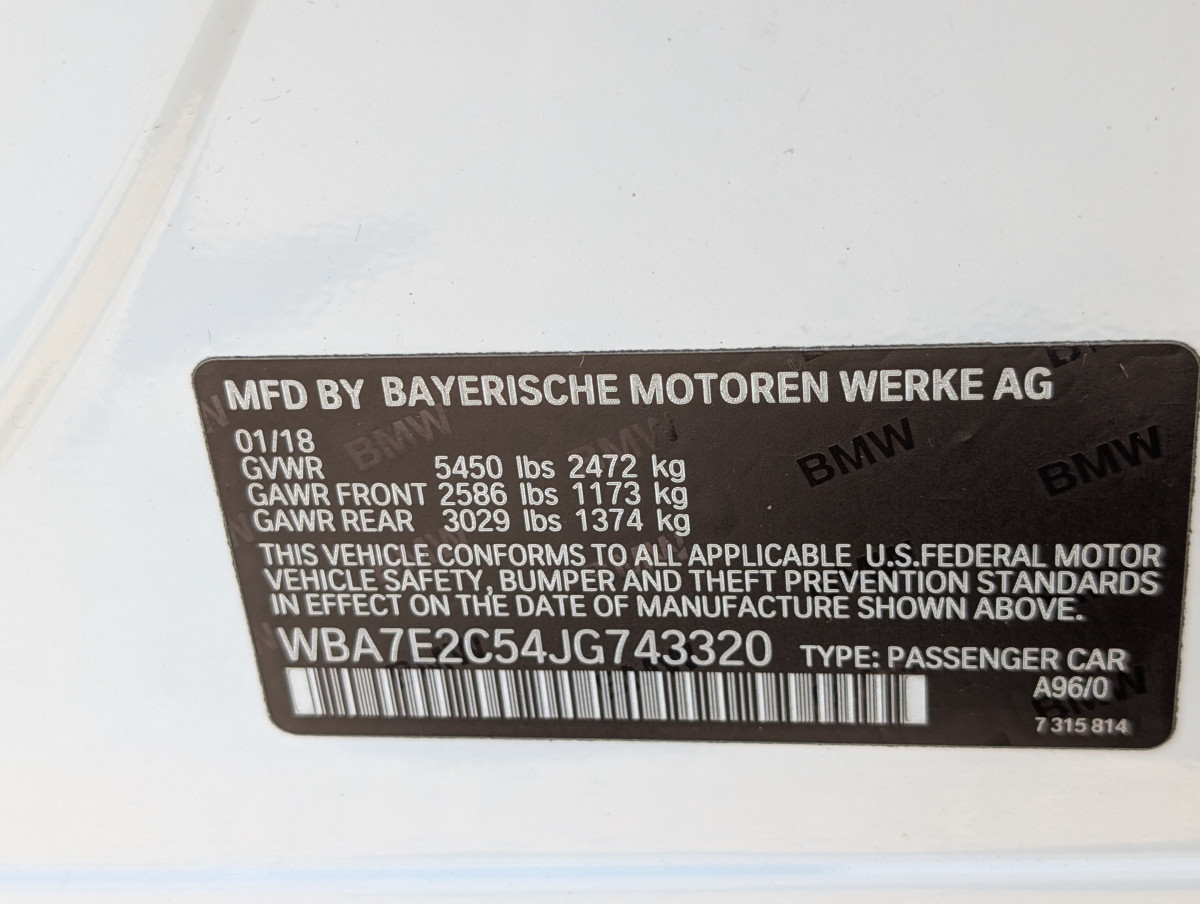 MFD BY BAYERISCHE MOTOREN WERKE AG
01/18
GVWR 5450 lbs 2472 kg
GAWR FRONT 2586 lbs 1173 kg
GAWR REAR 3029 lbs 1374 kg
THIS VEHICLE CONFORMS TO ALL APPLICABLE U.S.FEDERAL MOTOR
VEHICLE SAFETY, BUMPER AND THEFT PREVENTION STANDARDS
IN EFFECT ON THE DATE OF MANUFACTURE SHOWN ABOVE.
WBA7E2C54JG743320 TYPE: PASSENGER CAR
A96/0
7 315 814
BMW
BMW
BMW
BMW